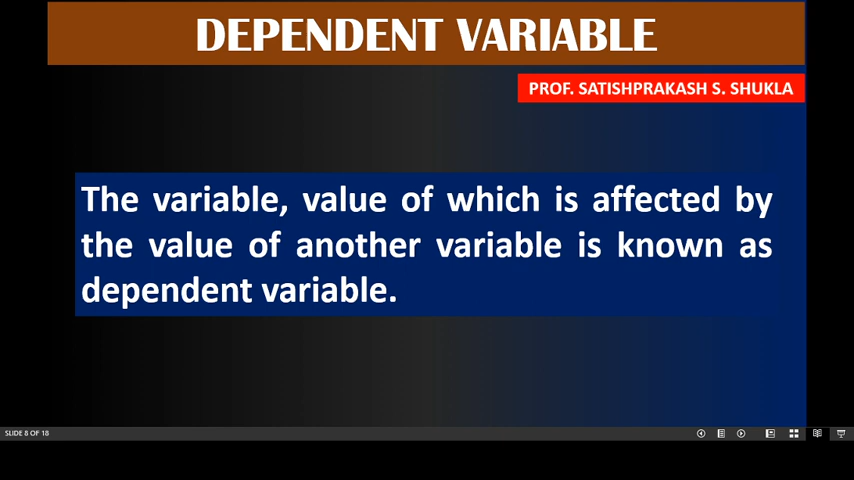 DEPENDENT VARIABLE
PROF. SATISHPRAKASH S. SHUKLA
The variable, value of which is affected by
the value of another variable is known as
dependent variable.
SLIDE 8 OF 18